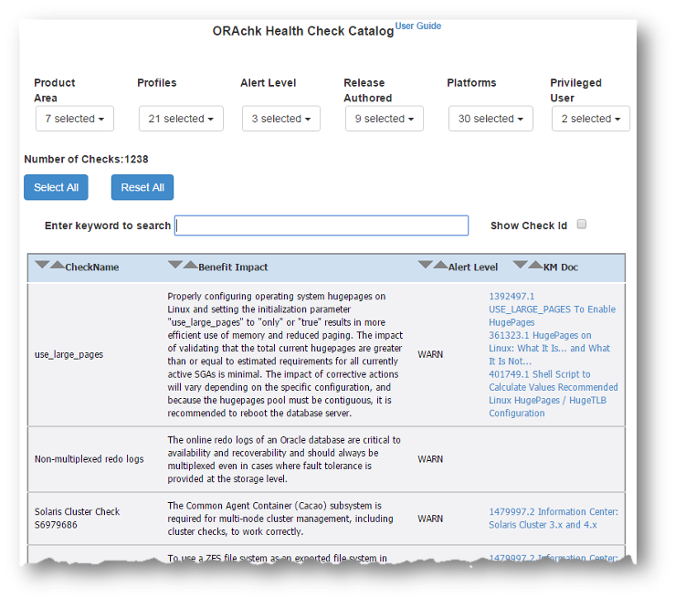 ORAchk Health Check Catalog User Guide
Product Area
Profiles
Alert Level
Release Authored
Platforms
Privileged User
7 selected
21 selected
3 selected
9 selected
30 selected
2 selected
Number of Checks:1238
Select All
Reset All
Enter keyword to search
Show Check Id
CheckName
Benefit Impact
Alert Level
KM Doc
use_large_pages
Properly configuring operating system hugepages on
Linux and setting the initialization parameter
"use_large_pages" to "only" or "true" results in more
efficient use of memory and reduced paging. The impact
of validating that the total current hugepages are greater
than or equal to estimated requirements for all currently
active SGAs is minimal. The impact of corrective actions
will vary depending on the specific configuration, and
because the hugepages pool must be contiguous, it is
recommended to reboot the database server.
WARN
1392497.1
USE_LARGE_PAGES To Enable
HugePages
361323.1 HugePages on
Linux: What It Is... and What
It Is Not...
401749.1 Shell Script to
Calculate Values Recommended
Linux HugePages / HugeTLB
Configuration
Non-multiplexed redo logs
The online redo logs of an Oracle database are critical to
availability and recoverability and should always be
multiplexed even in cases where fault tolerance is
provided at the storage level.
WARN
Solaris Cluster Check
S6979686
The Common Agent Container (Cacao) subsystem is
required for multi-node cluster management, including
cluster checks, to work correctly.
WARN
1479997.2 Information Center:
Solaris Cluster 3.x and 4.x
To use a ZFS file system as an exported file system in
1479997.2 Information Center: